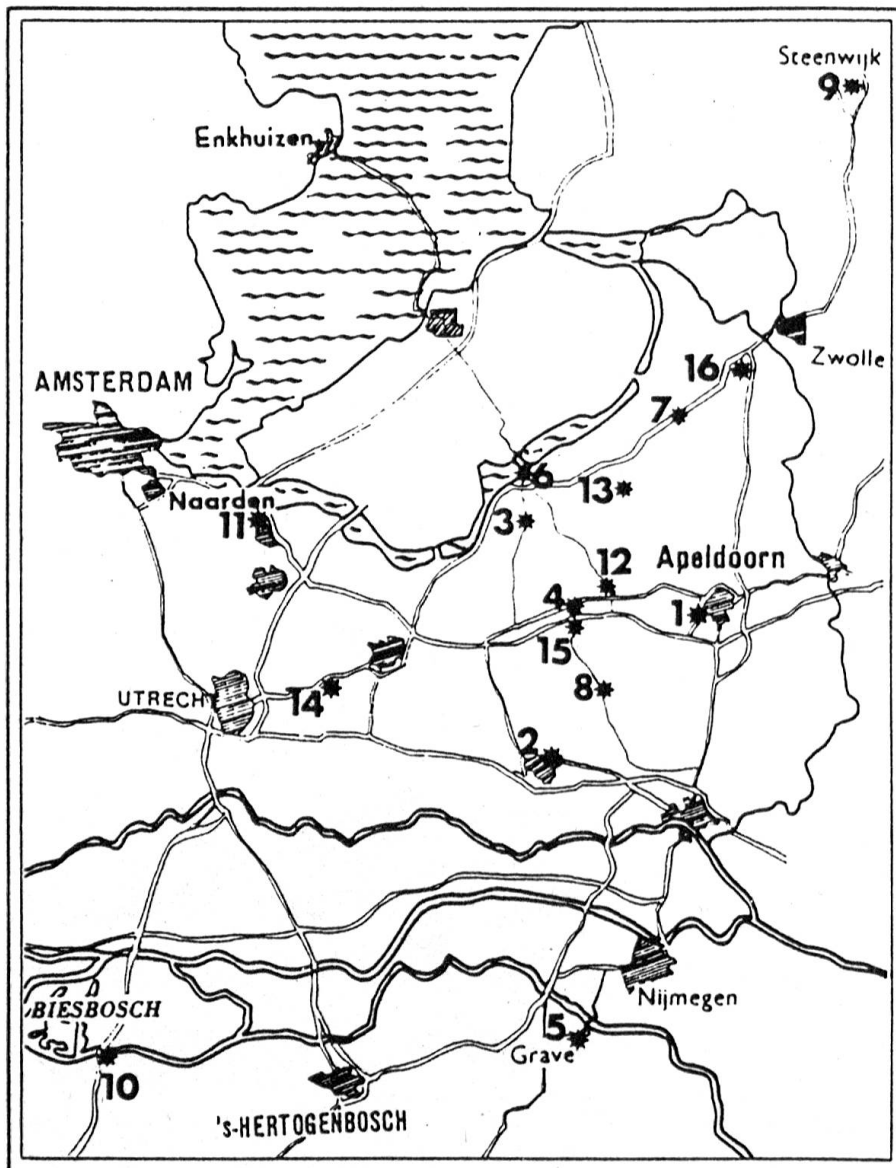 Steenwijk
9
Enkhuizen
Zwolle
16
AMSTERDAM
7
6
Naarden
13
11
3
12
Apeldoorn
4
1
15
UTRECHT
14
8
2
BIESBOSCH
Nijmegen
5
Grave
10
's-HERTOGENBOSCH